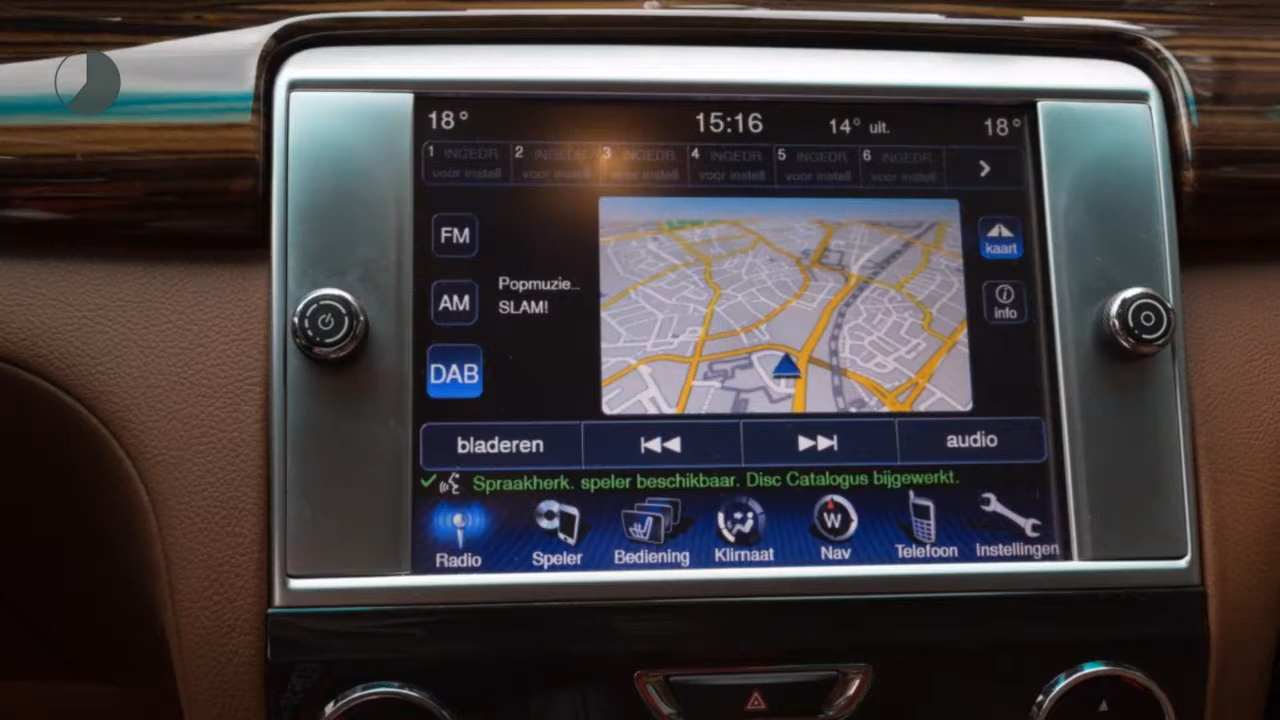 18° 15:16 14° ult. 18°
1 INGEDR. voor instell
2 INGEDR. voor instell
3 INGEDR. voor instell
4 INGEDR. voor instell
5 INGEDR. voor instell
6 INGEDR. voor instell
FM
kaart
Popmuzie...
AM
SLAM!
info
DAB
bladeren
audio
Spraakherk. speler beschikbaar. Disc Catalogus bijgewerkt.
W
Radio Speler Bediening Klimaat Nav Telefoon Instellingen